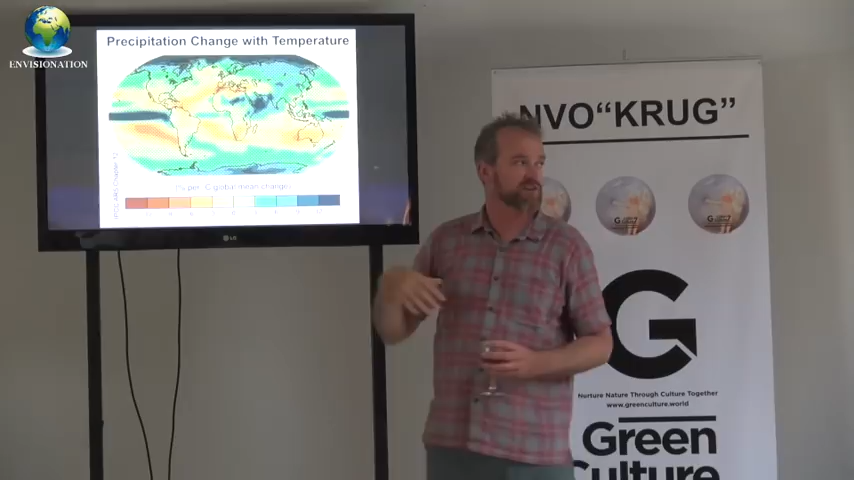 ENVISIONATION
Precipitation Change with Temperature
(% per °C global mean change)
LG
NVO“KRUG”
G
Nurture Nature Through Culture Together
www.greenculture.world
Green
Culture